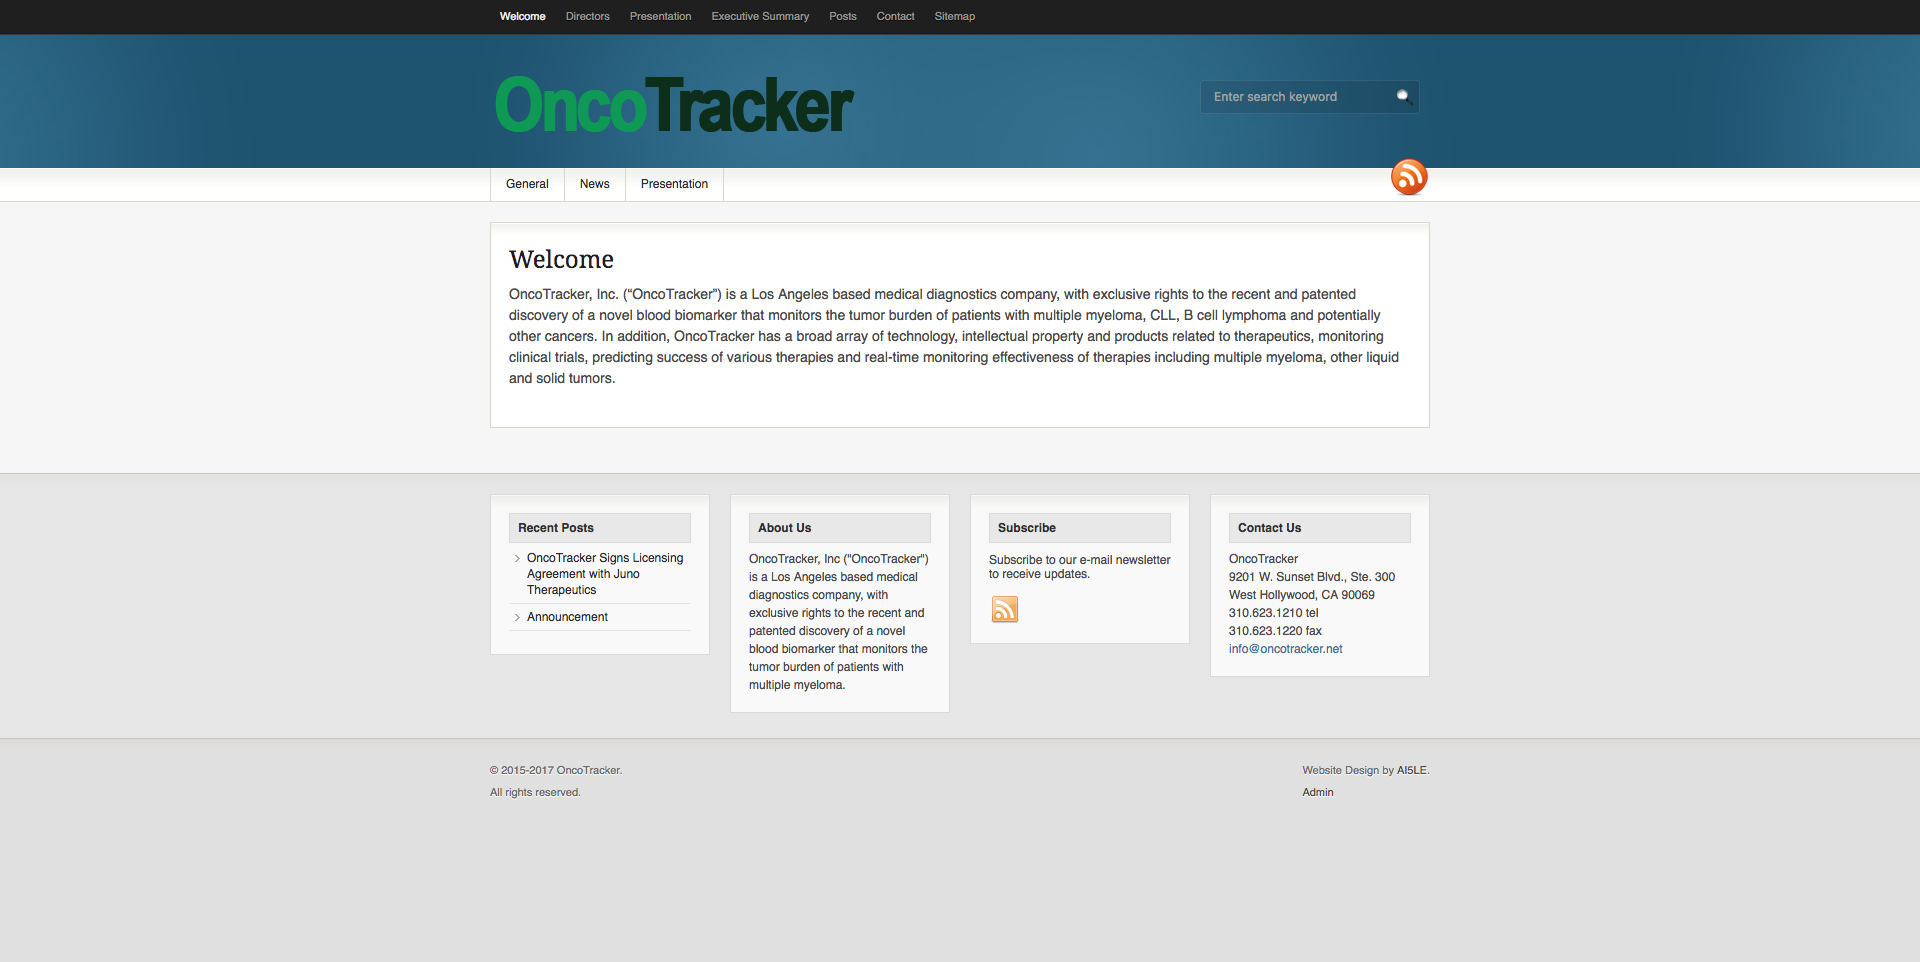 Welcome Directors Presentation Executive Summary Posts Contact Sitemap
OncoTracker
Enter search keyword
General News Presentation
Welcome
OncoTracker, Inc. (“OncoTracker”) is a Los Angeles based medical diagnostics company, with exclusive rights to the recent and patented
discovery of a novel blood biomarker that monitors the tumor burden of patients with multiple myeloma, CLL, B cell lymphoma and potentially
other cancers. In addition, OncoTracker has a broad array of technology, intellectual property and products related to therapeutics, monitoring
clinical trials, predicting success of various therapies and real-time monitoring effectiveness of therapies including multiple myeloma, other liquid
and solid tumors.
Recent Posts
OncoTracker Signs Licensing
Agreement with Juno
Therapeutics
Announcement
About Us
OncoTracker, Inc ("OncoTracker")
is a Los Angeles based medical
diagnostics company, with
exclusive rights to the recent and
patented discovery of a novel
blood biomarker that monitors the
tumor burden of patients with
multiple myeloma.
Subscribe
Subscribe to our e-mail newsletter
to receive updates.
Contact Us
OncoTracker
9201 W. Sunset Blvd., Ste. 300
West Hollywood, CA 90069
310.623.1210 tel
310.623.1220 fax
info@oncotracker.net
© 2015-2017 OncoTracker.
All rights reserved.
Website Design by AI5LE.
Admin